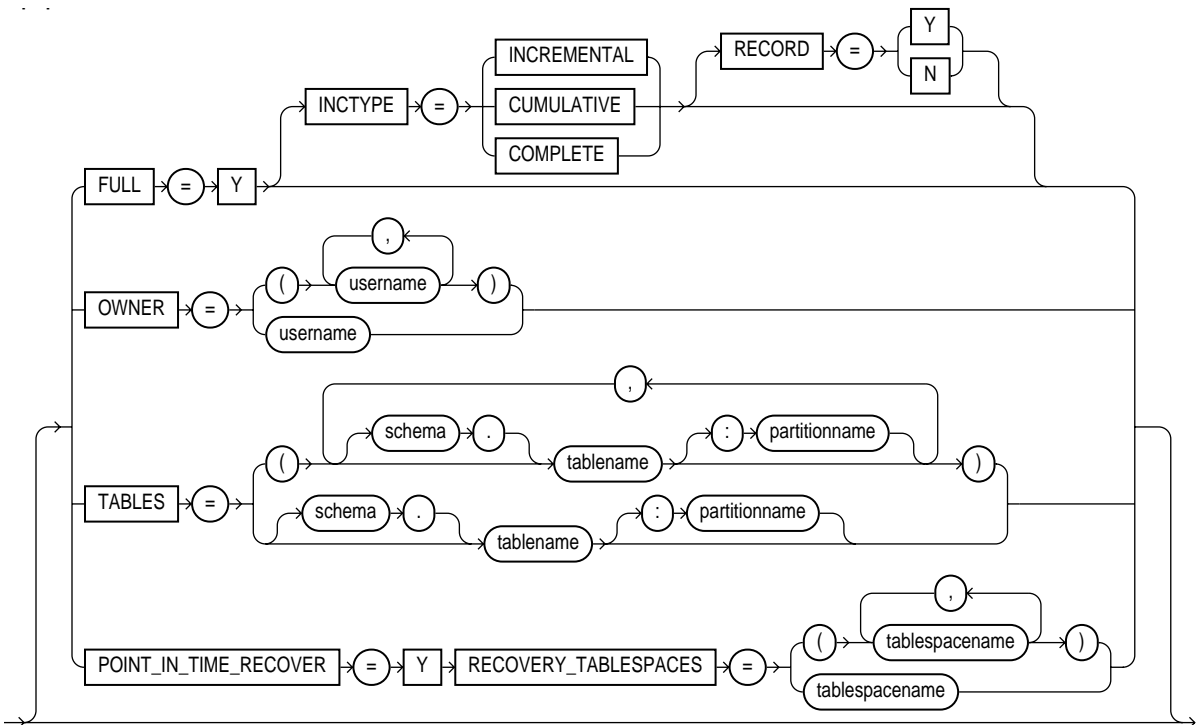 INCTYPE = INCREMENTAL CUMULATIVE COMPLETE RECORD = Y N
FULL = Y
OWNER = ( username , ) username
TABLES = ( schema . tablename : partitionname , ) schema . tablename : partitionname
POINT_IN_TIME_RECOVER = Y RECOVERY_TABLESPACES = ( tablespacename , ) tablespacename